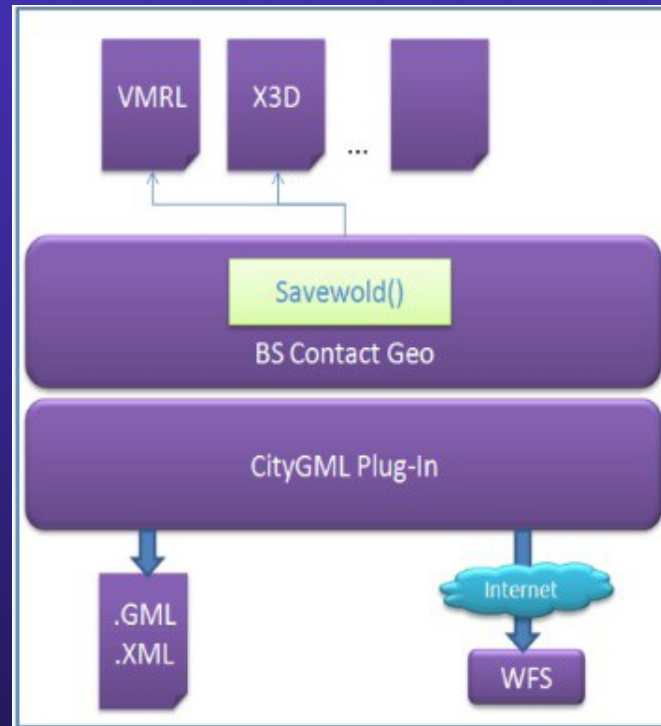 VMRL
X3D
...
Savewold()
BS Contact Geo
CityGML Plug-In
.GML
.XML
Internet
WFS